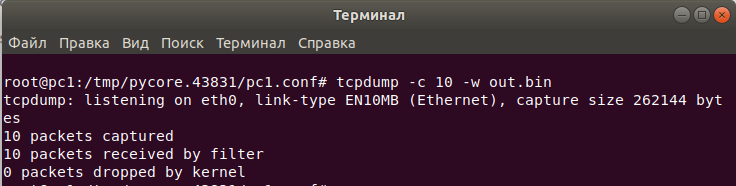 Терминал
Файл Правка Вид Поиск Терминал Справка
root@pc1:/tmp/pycore.43831/pc1.conf# tcpdump -c 10 -w out.bin
tcpdump: listening on eth0, link-type EN10MB (Ethernet), capture size 262144 byt
es
10 packets captured
10 packets received by filter
0 packets dropped by kernel